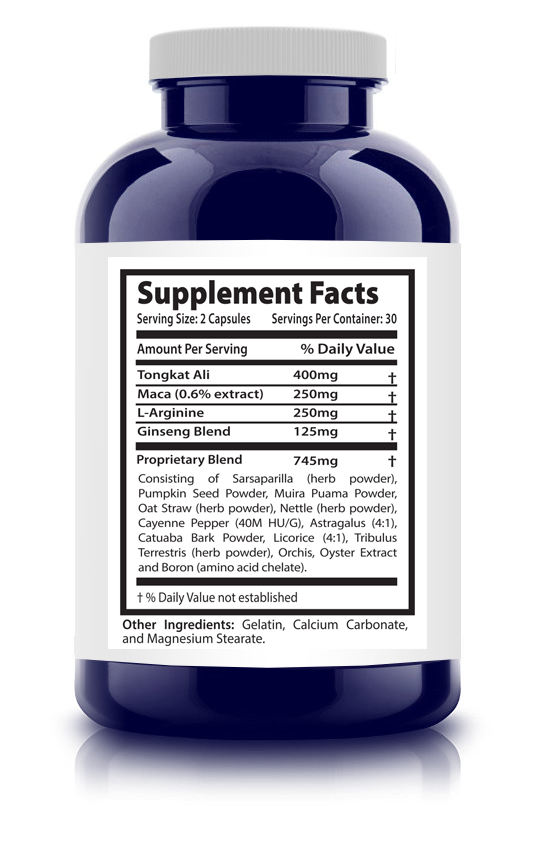 Supplement Facts
Serving Size: 2 Capsules Servings Per Container: 30
Amount Per Serving % Daily Value
Tongkat Ali 400mg †
Maca (0.6% extract) 250mg †
L-Arginine 250mg †
Ginseng Blend 125mg †
Proprietary Blend 745mg †
Consisting of Sarsaparilla (herb powder),
Pumpkin Seed Powder, Muira Puama Powder,
Oat Straw (herb powder), Nettle (herb powder),
Cayenne Pepper (40M HU/G), Astragalus (4:1),
Catuaba Bark Powder, Licorice (4:1), Tribulus
Terrestris (herb powder), Orchis, Oyster Extract
and Boron (amino acid chelate).
† % Daily Value not established
Other Ingredients: Gelatin, Calcium Carbonate,
and Magnesium Stearate.